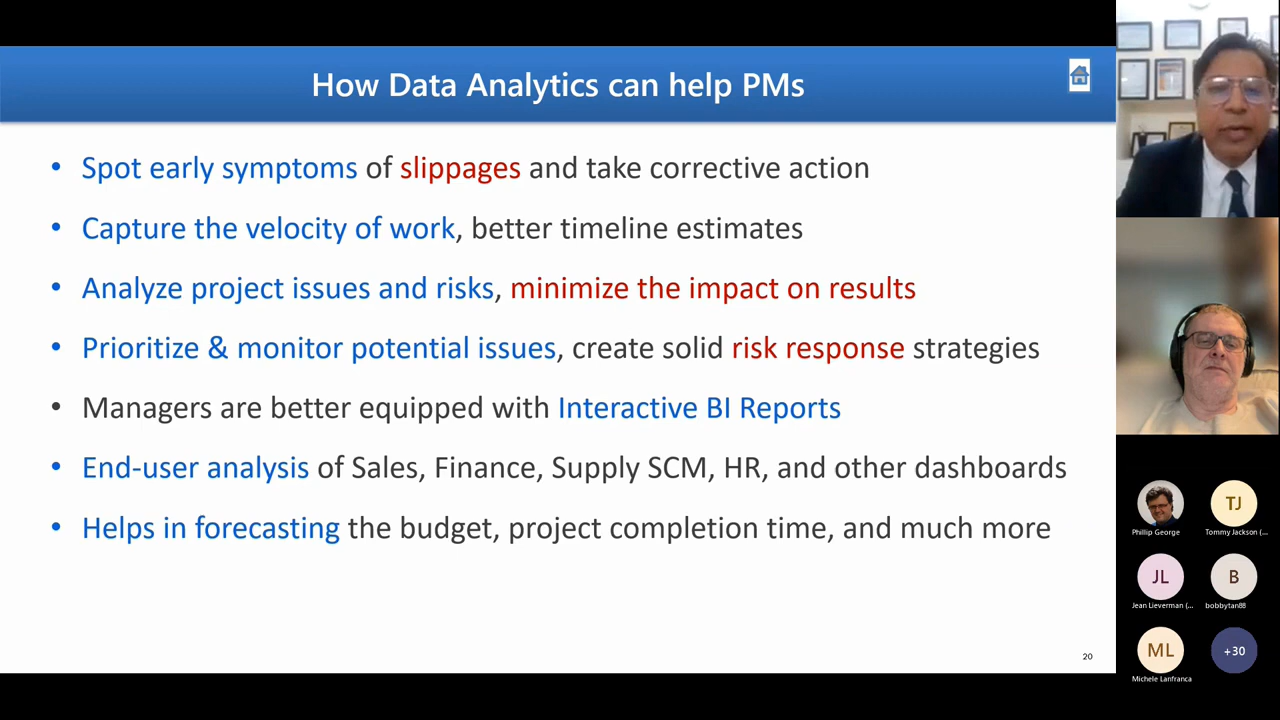 How Data Analytics can help PMs
• Spot early symptoms of slippages and take corrective action
• Capture the velocity of work, better timeline estimates
• Analyze project issues and risks, minimize the impact on results
• Prioritize & monitor potential issues, create solid risk response strategies
• Managers are better equipped with Interactive BI Reports
• End-user analysis of Sales, Finance, Supply SCM, HR, and other dashboards
• Helps in forecasting the budget, project completion time, and much more
20
TJ
Phillip George
Tommy Jackson (...
JL
B
Jean Lieverman (...
bobbytan88
ML
+30
Michele Lanfranca